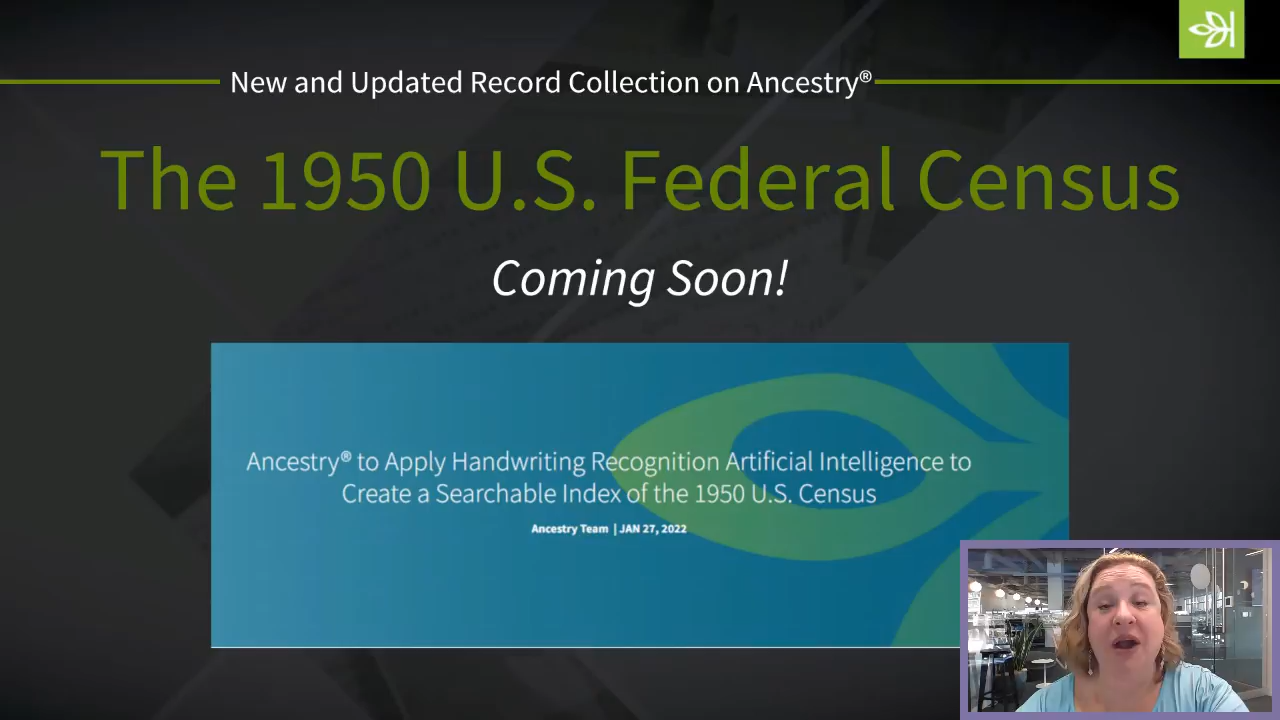 New and Updated Record Collection on Ancestry®
The 1950 U.S. Federal Census
Coming Soon!
Ancestry® to Apply Handwriting Recognition Artificial Intelligence to
Create a Searchable Index of the 1950 U.S. Census
Ancestry Team | JAN 27, 2022